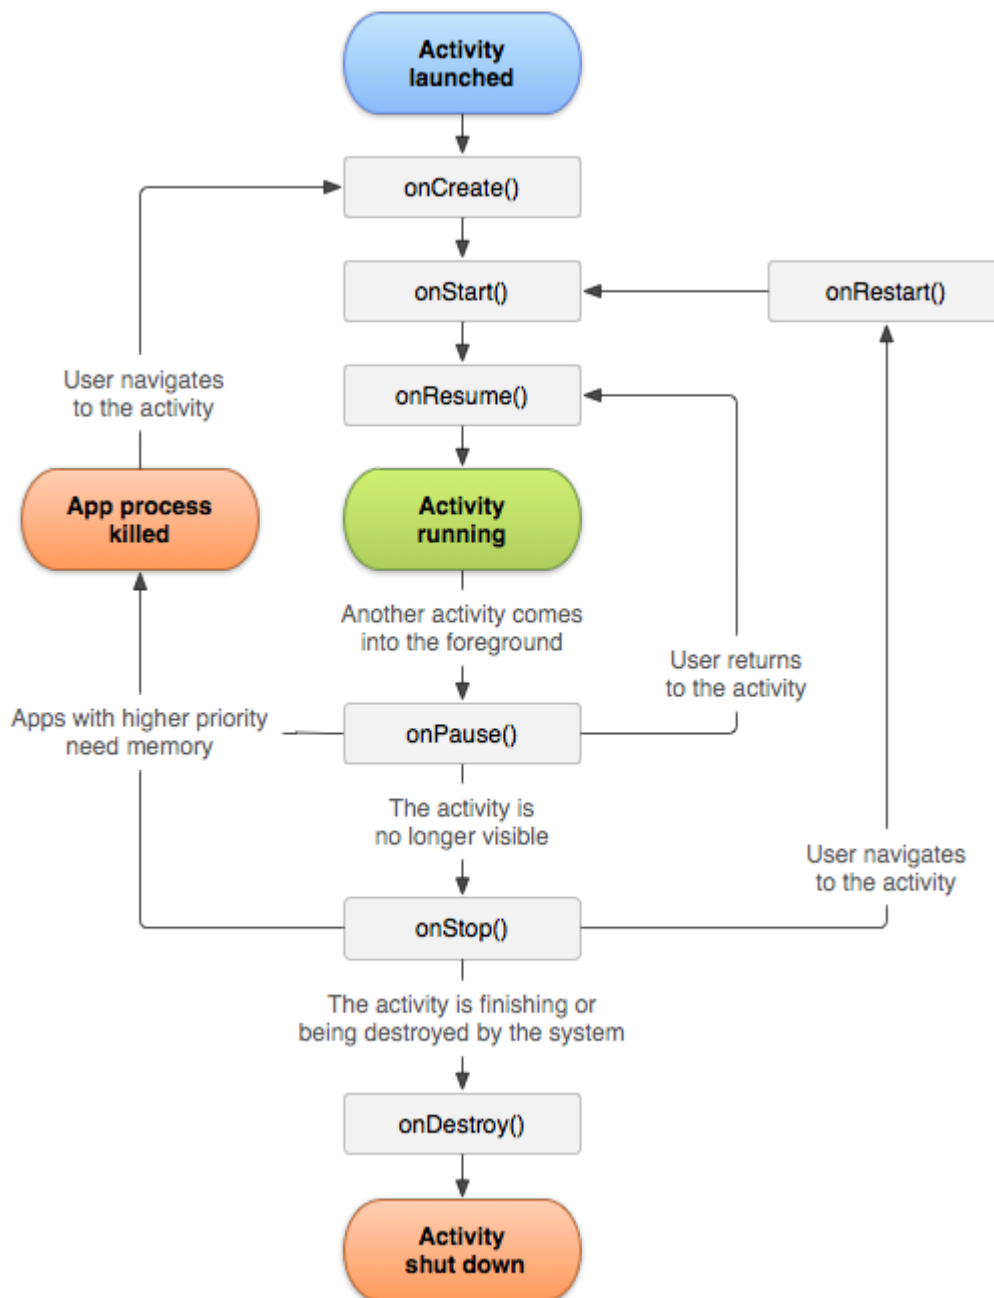 Activity
launched
onCreate()
onStart()
onRestart()
onResume()
User navigates
to the activity
App process
killed
Activity
running
Another activity comes
into the foreground
User returns
to the activity
Apps with higher priority
need memory
onPause()
The activity is
no longer visible
User navigates
to the activity
onStop()
The activity is finishing or
being destroyed by the system
onDestroy()
Activity
shut down